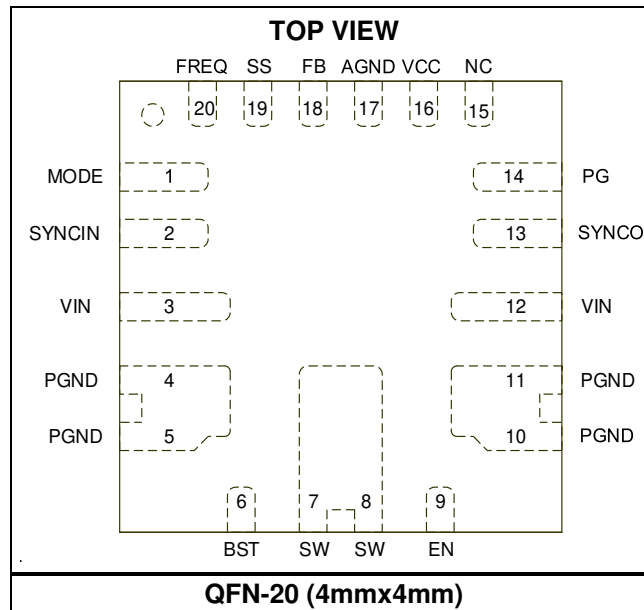 TOP VIEW
FREQ SS FB AGND VCC NC
20 19 18 17 16 15
MODE 1 14 PG
SYNCIN 2 13 SYNCO
VIN 3 12 VIN
PGND 4 11 PGND
PGND 5 10 PGND
6 7 8 9
BST SW SW EN
QFN-20 (4mmx4mm)